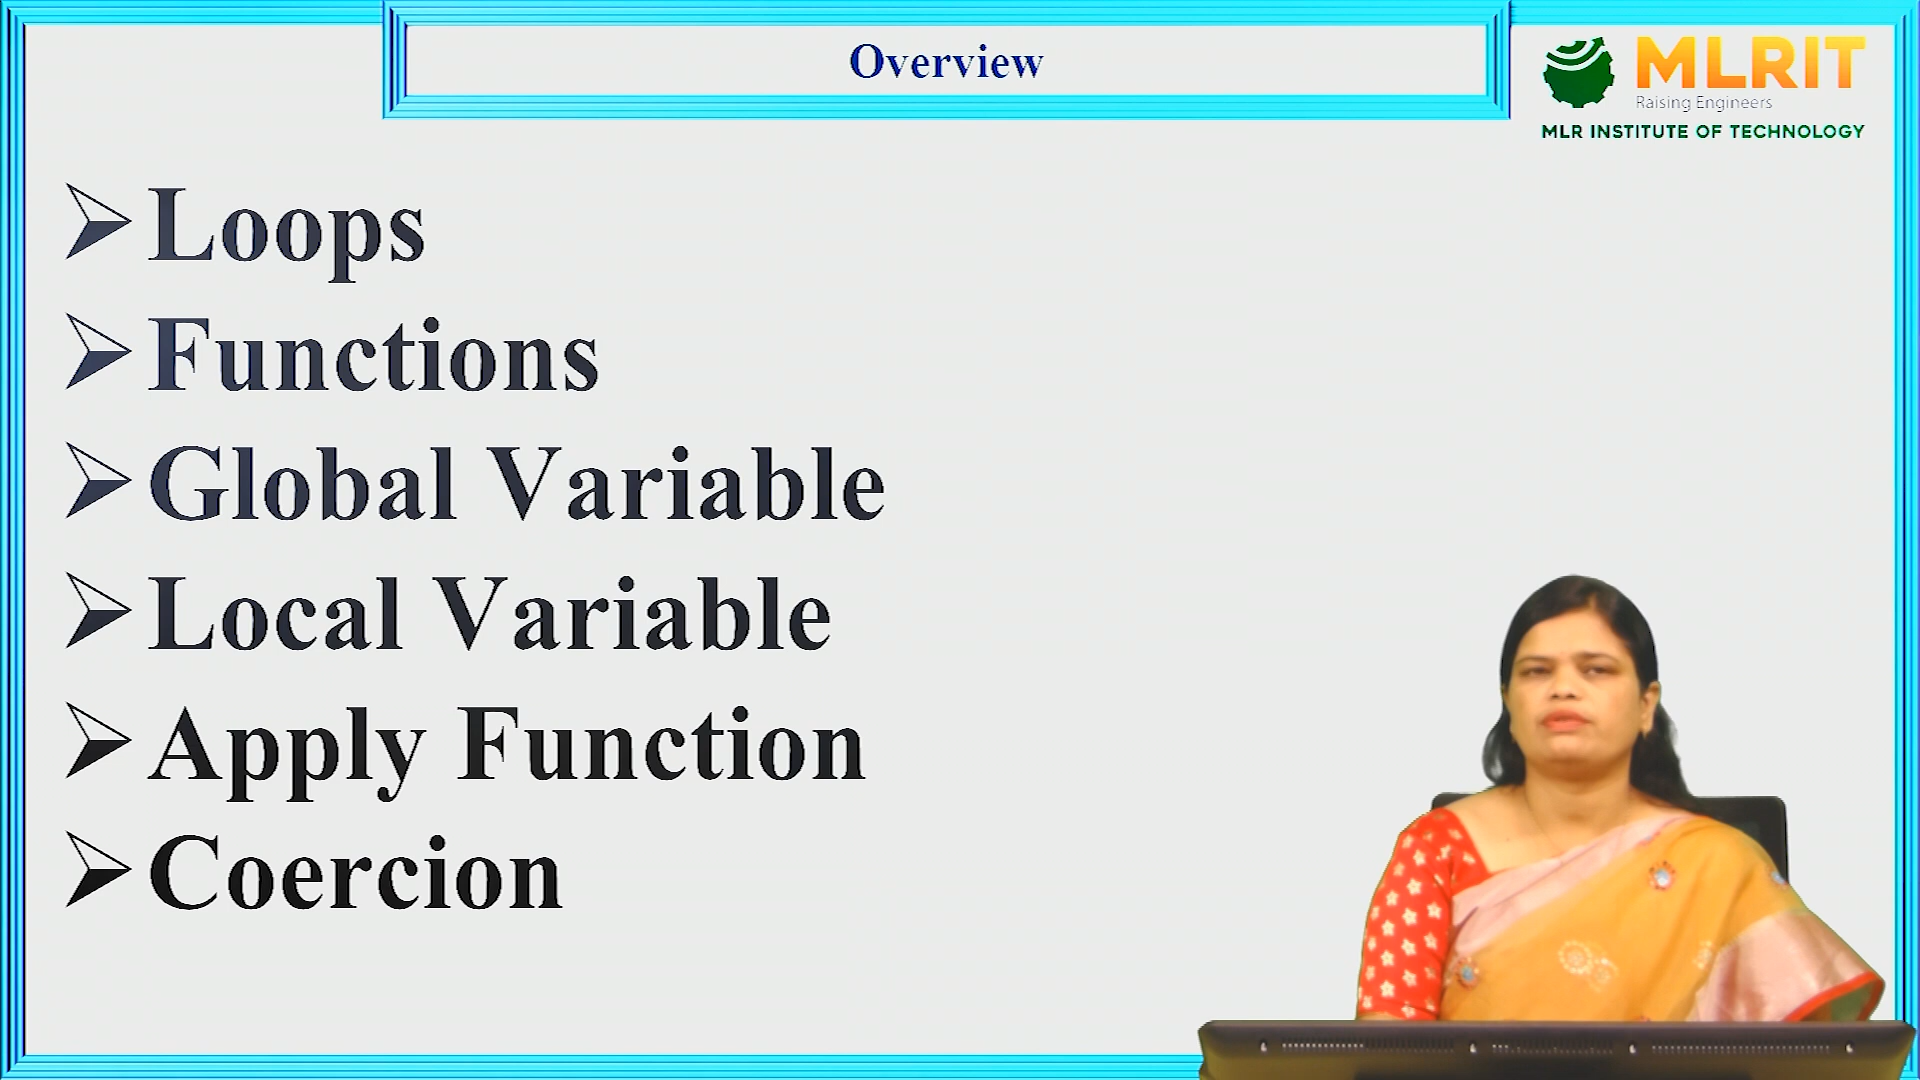 Overview
MLRIT
Raising Engineers
MLR INSTITUTE OF TECHNOLOGY
Loops
Functions
Global Variable
Local Variable
Apply Function
Coercion